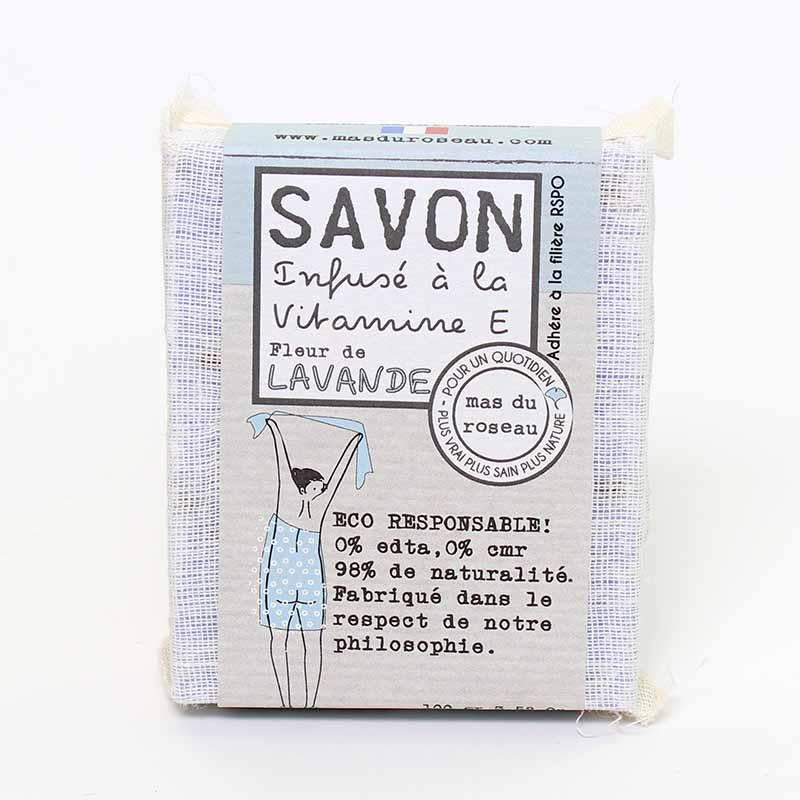 www.masduroseau.com
SAVON
Infusé à la
Vitamine E
Fleur de
LAVANDE
Adhère à la filière RSPO
POUR UN QUOTIDIEN
mas du
roseau
- PLUS VRAI PLUS SAIN PLUS NATURE -
ECO RESPONSABLE!
0% edta,0% cmr
98% de naturalité.
Fabriqué dans le
respect de notre
philosophie.